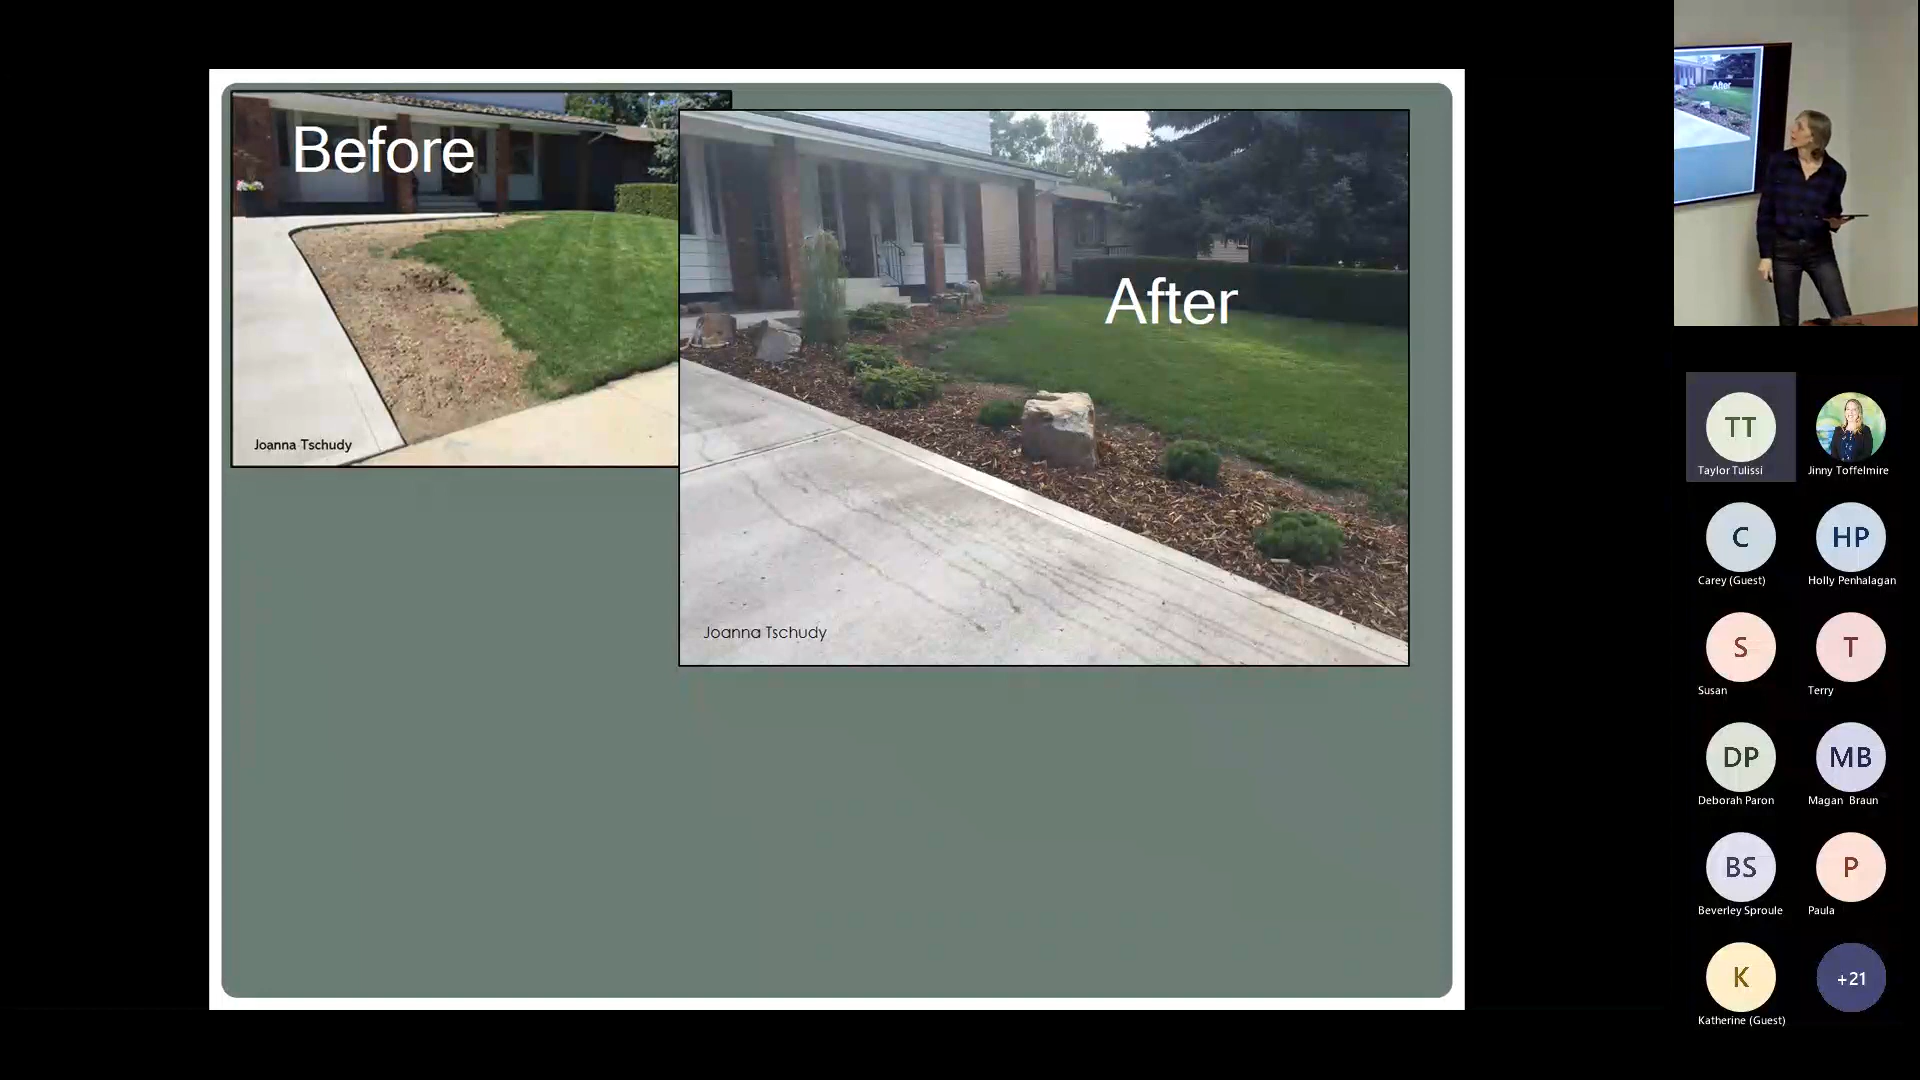 Before
Joanna Tschudy
After
Joanna Tschudy
After
TT
Taylor Tulissi
Jinny Toffelmire
C
Carey (Guest)
HP
Holly Penhalagan
S
Susan
T
Terry
DP
Deborah Paron
MB
Magan Braun
BS
Beverley Sproule
P
Paula
K
Katherine (Guest)
+21